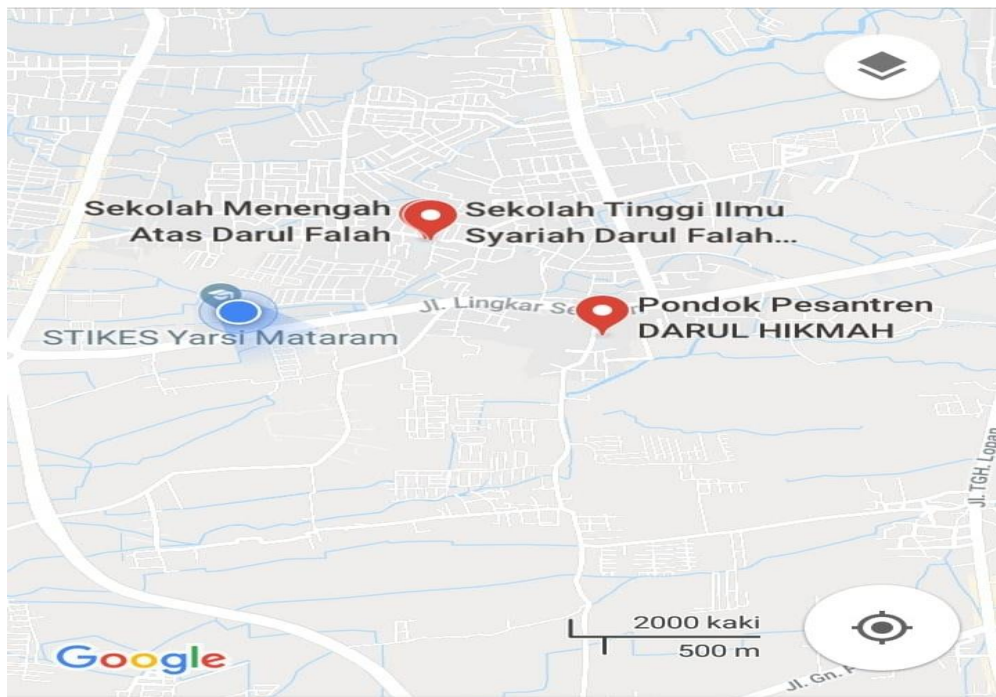 Sekolah Menengah
Atas Darul Falah
Sekolah Tinggi Ilmu
Syariah Darul Falah...
Jl. Lingkar Se
Pondok Pesantren
DARUL HIKMAH
STIKES Yarsi Mataram
Jl. TGH. Lopan
2000 kaki
500 m
Google
Jl. Gn.